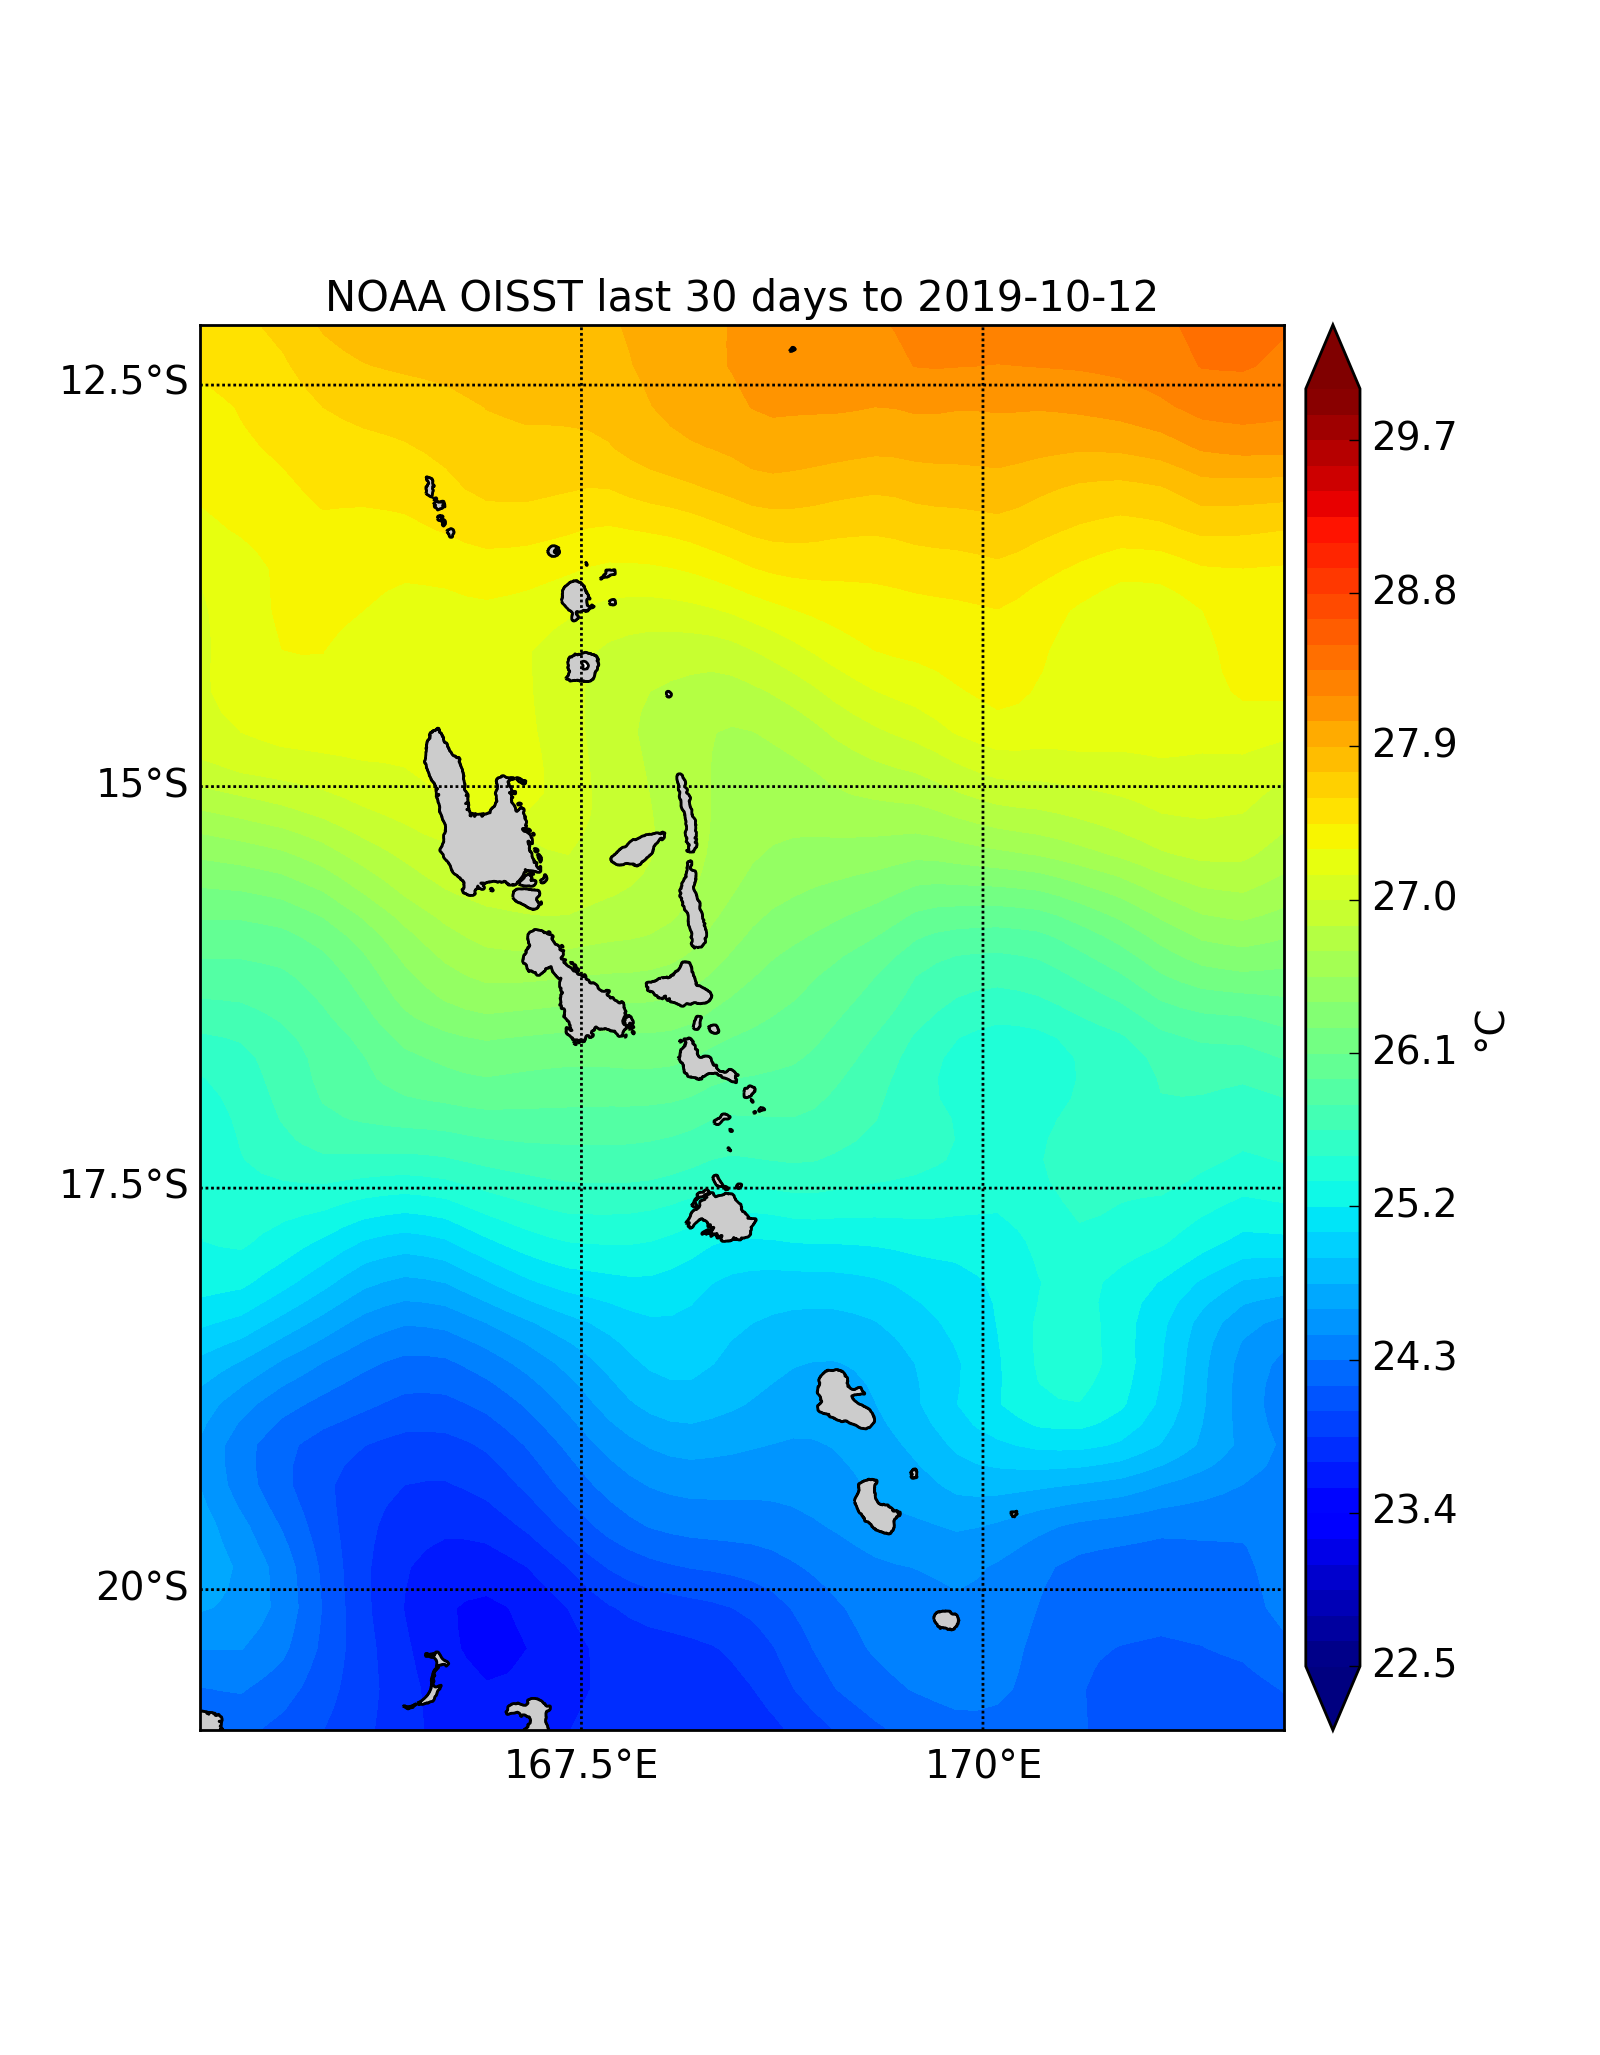 NOAA OISST last 30 days to 2019-10-12
12.5°S
15°S
17.5°S
20°S
167.5°E
170°E
29.7
28.8
27.9
27.0
26.1
25.2
24.3
23.4
22.5
°C